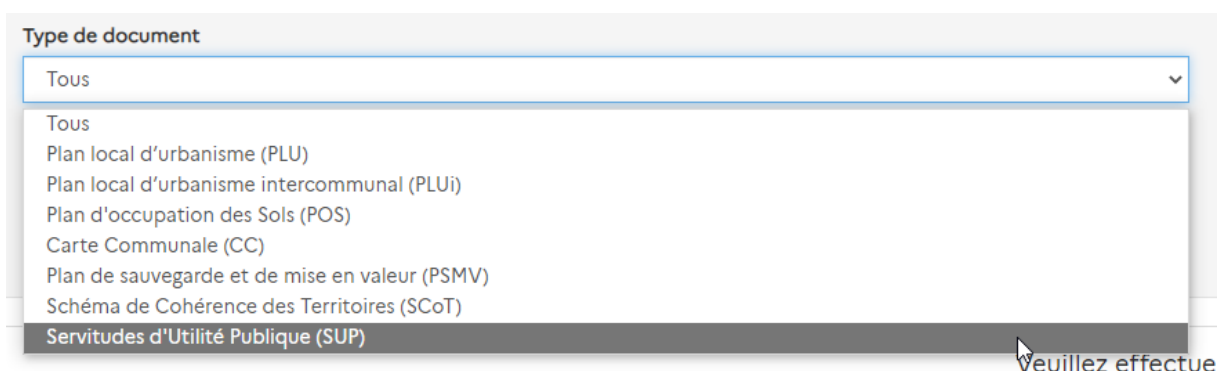 Type de document
Tous
Tous
Plan local d’urbanisme (PLU)
Plan local d’urbanisme intercommunal (PLUi)
Plan d'occupation des Sols (POS)
Carte Communale (CC)
Plan de sauvegarde et de mise en valeur (PSMV)
Schéma de Cohérence des Territoires (SCoT)
Servitudes d'Utilité Publique (SUP)
Veuillez effectue